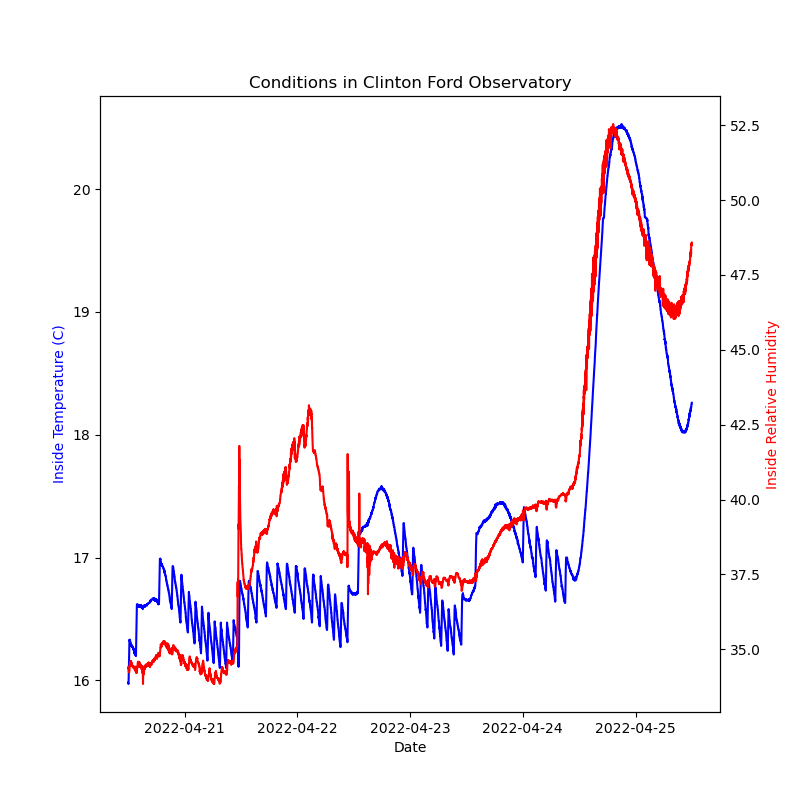 Conditions in Clinton Ford Observatory
Inside Temperature (C)
20
19
18
17
16
52.5
50.0
47.5
45.0
42.5
40.0
37.5
35.0
Inside Relative Humidity
2022-04-21 2022-04-22 2022-04-23 2022-04-24 2022-04-25
Date